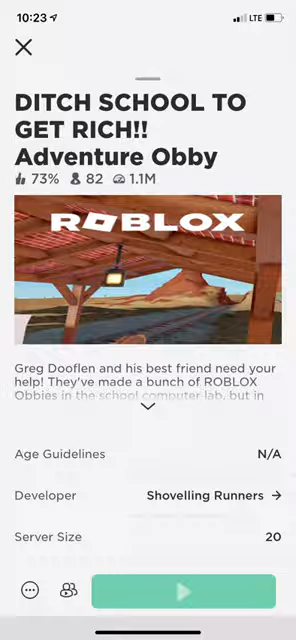 10:23
LTE
DITCH SCHOOL TO
GET RICH!!
Adventure Obby
73% 82 1.1M
ROBLOX
Greg Dooflen and his best friend need your
help! They've made a bunch of ROBLOX
Obbies in the school computer lab, but in
Age Guidelines N/A
Developer Shovelling Runners →
Server Size 20